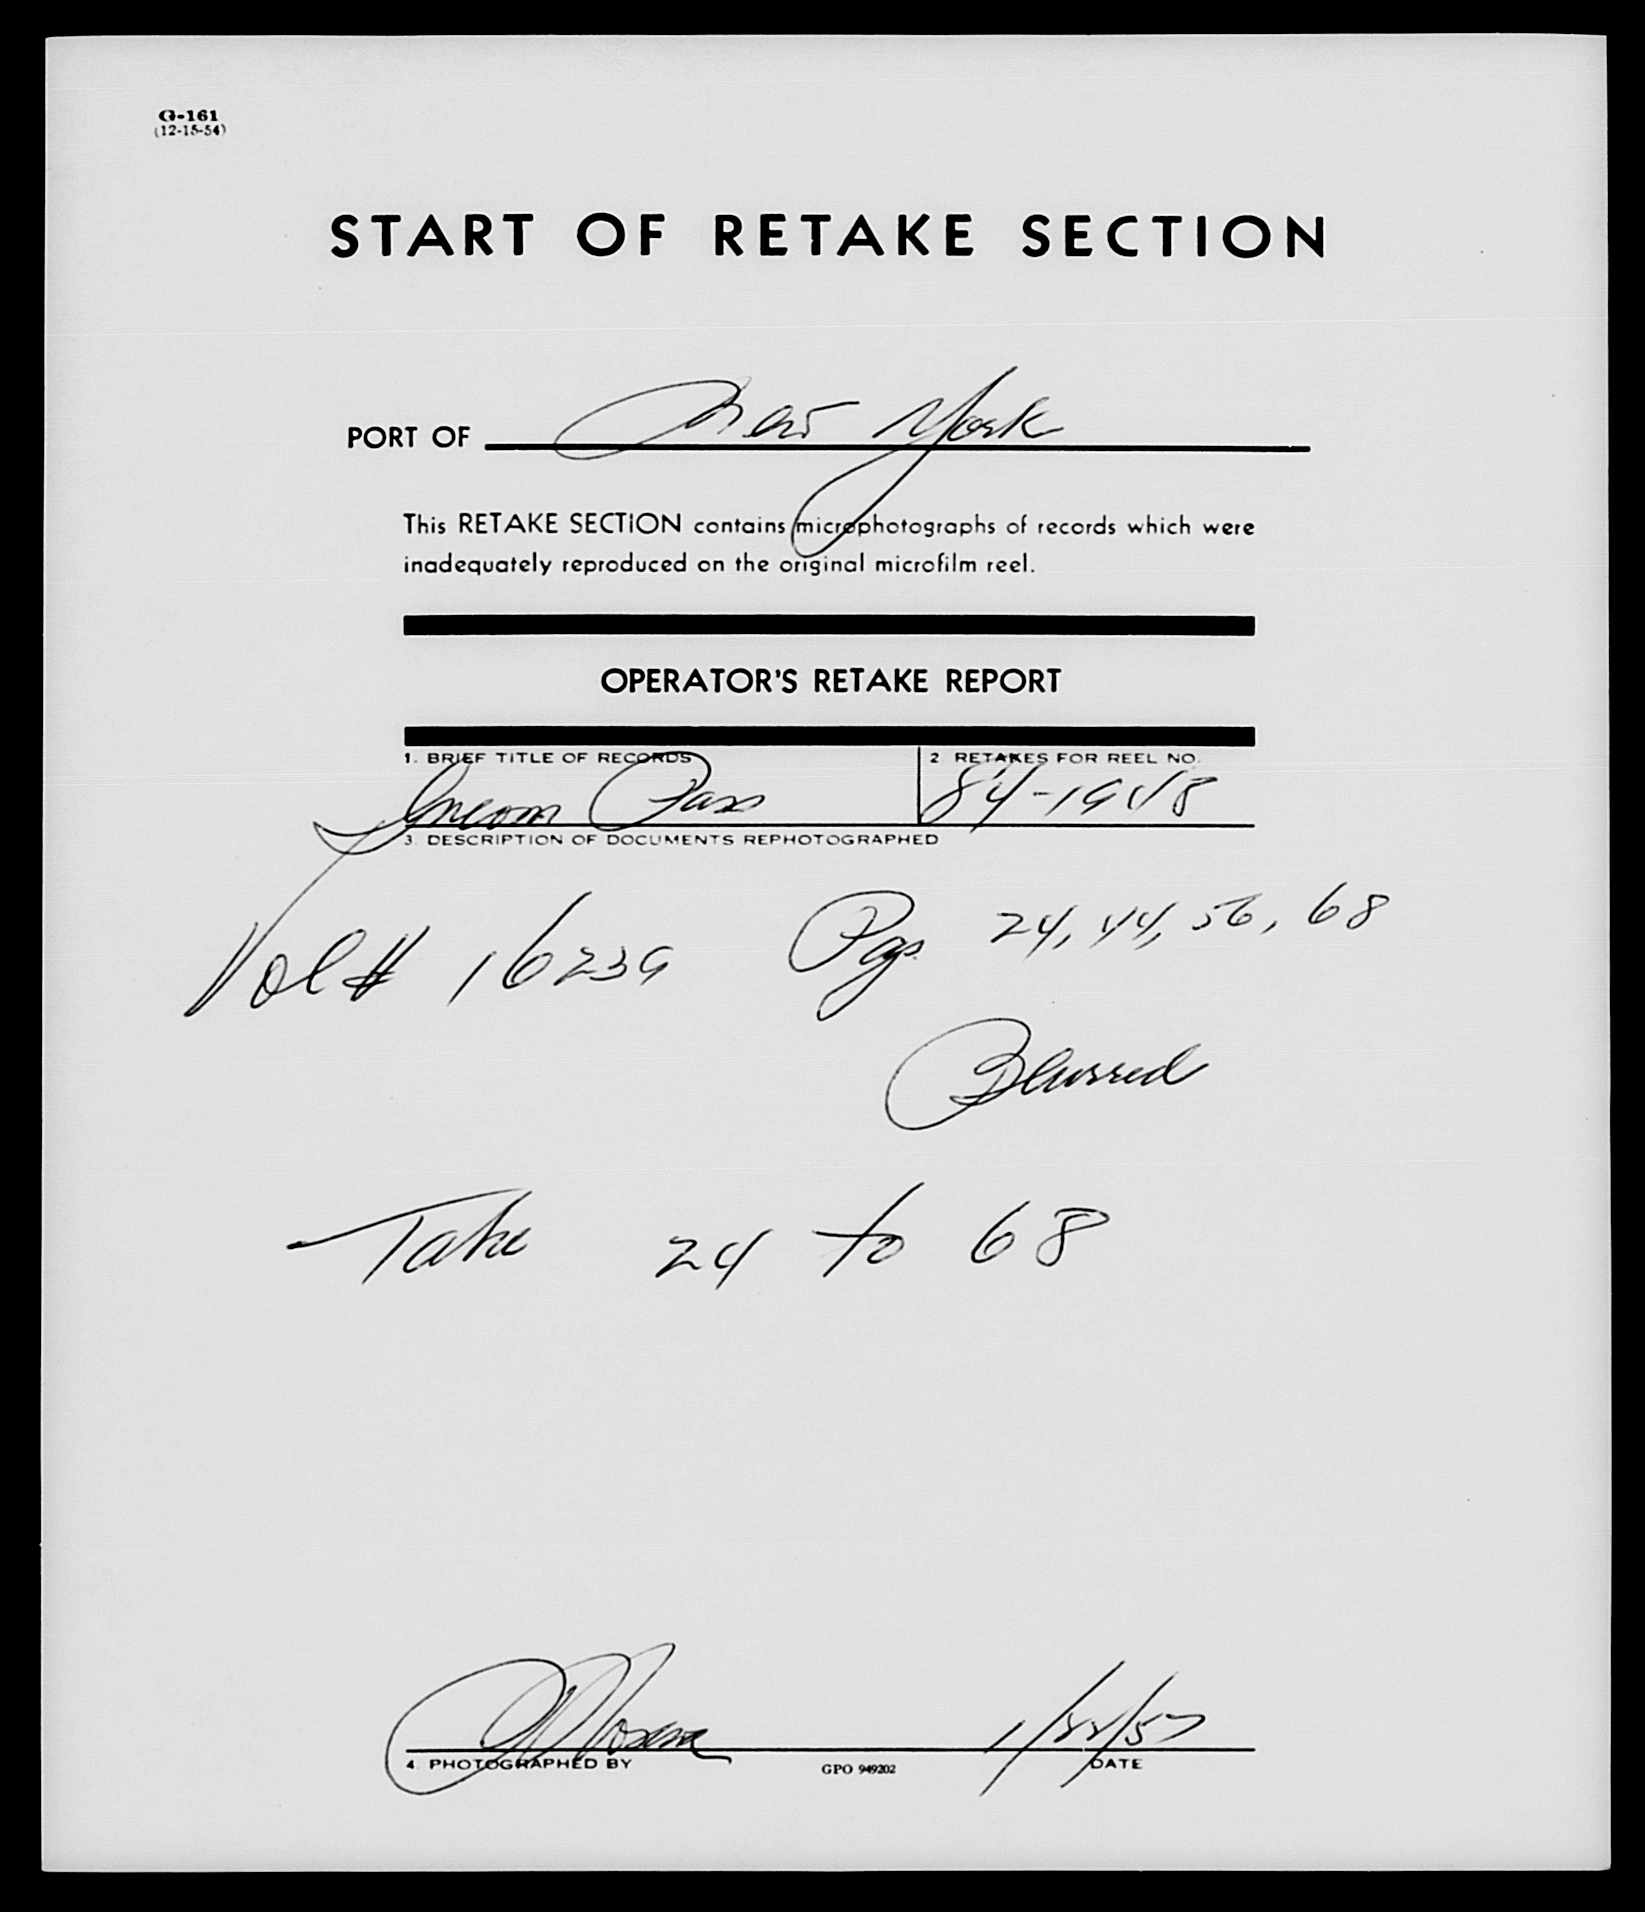 G-161
(12-15-54)
START OF RETAKE SECTION
PORT OF New York
This RETAKE SECTION contains microphotographs of records which were
inadequately reproduced on the original microfilm reel.
OPERATOR'S RETAKE REPORT
1. BRIEF TITLE OF RECORDS
Incom Pass
2 RETAKES FOR REEL NO.
84-1948
3. DESCRIPTION OF DOCUMENTS REPHOTOGRAPHED
Vol # 16239 Pgs. 24, 44, 56, 68
Blurred
Take 24 to 68
4. PHOTOGRAPHED BY
GPO 949202
DATE